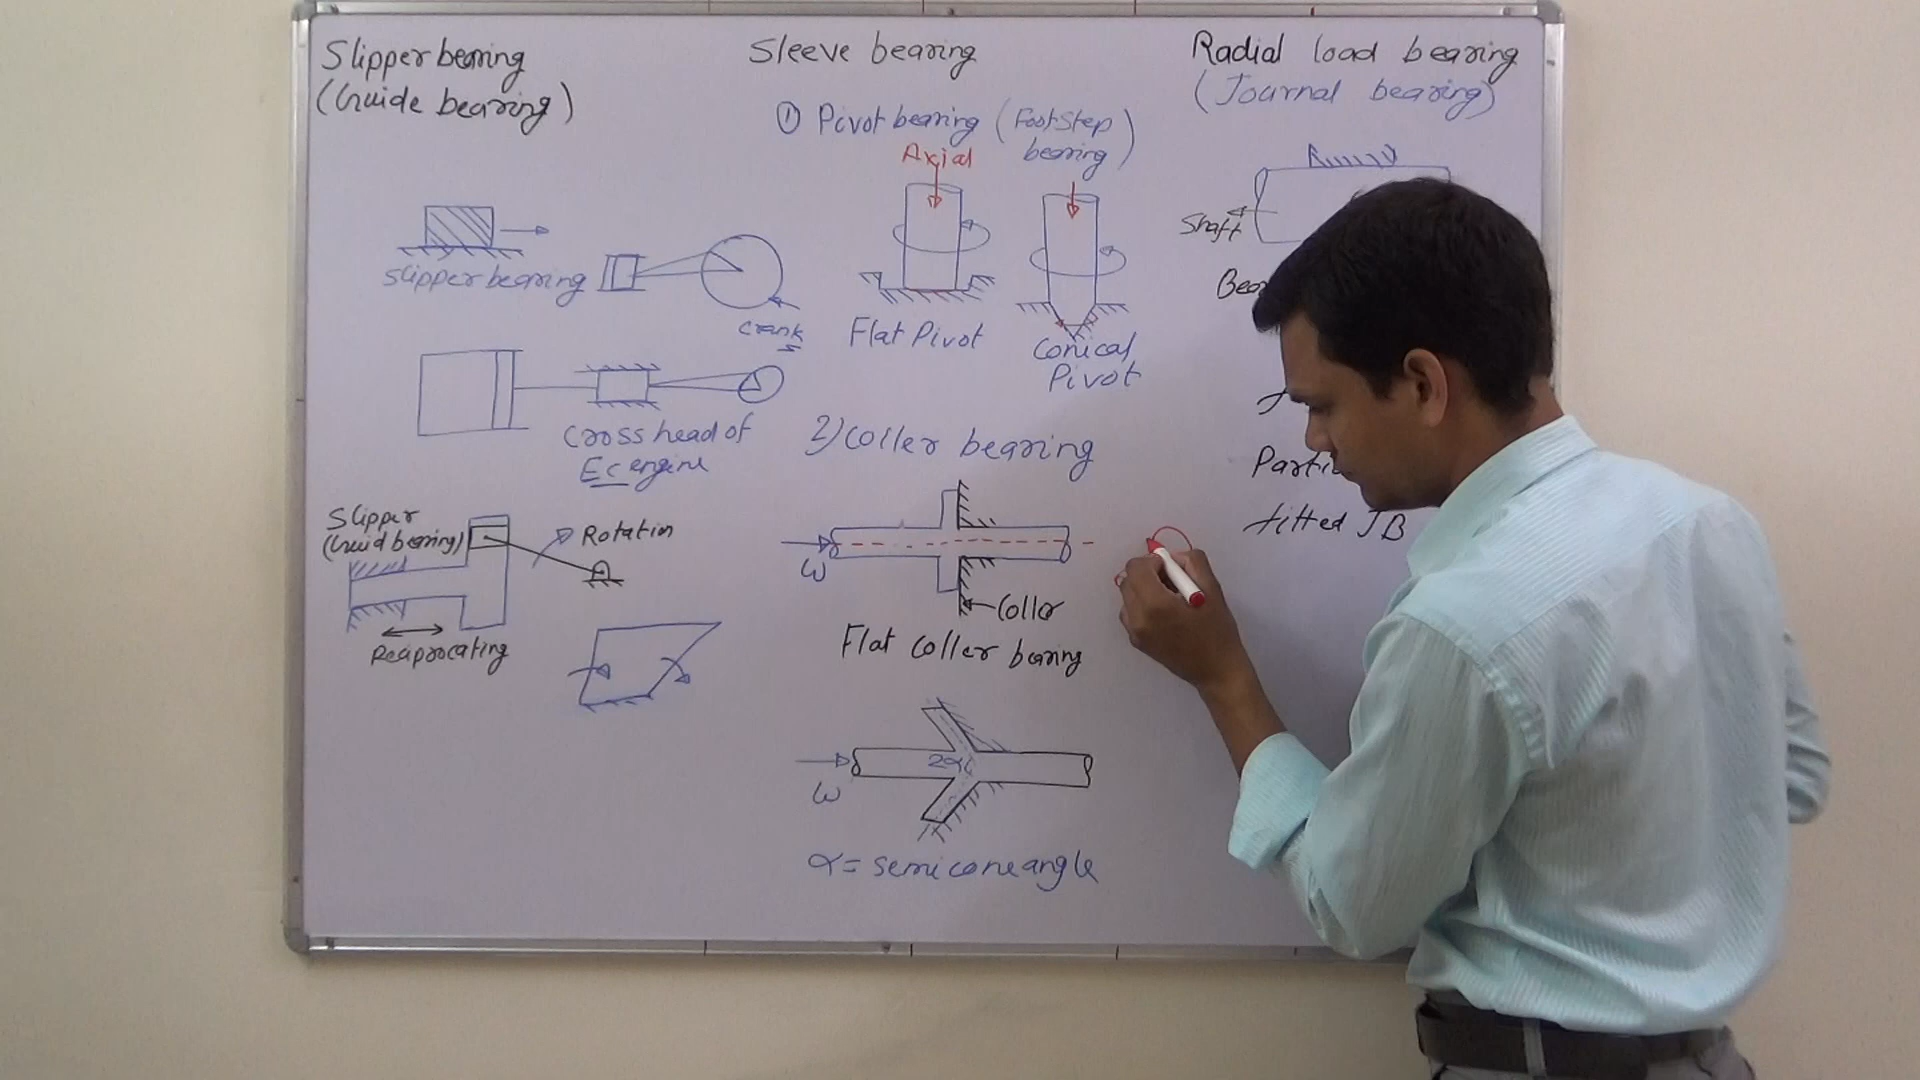 Slipper bearing
(Guide bearing)
slipper bearing
crank
Cross head of
Ec engine
Slipper
(Guid bearing)
Rotation
Reciprocating
Sleeve bearing
① Pivot bearing (Foot Step
bearing)
Axial
Flat Pivot
Conical
Pivot
2) Coller bearing
ω
Coller
Flat Coller bearing
2α
ω
α = semi cone angle
Radial load bearing
(Journal bearing)
Shaft
fitted JB